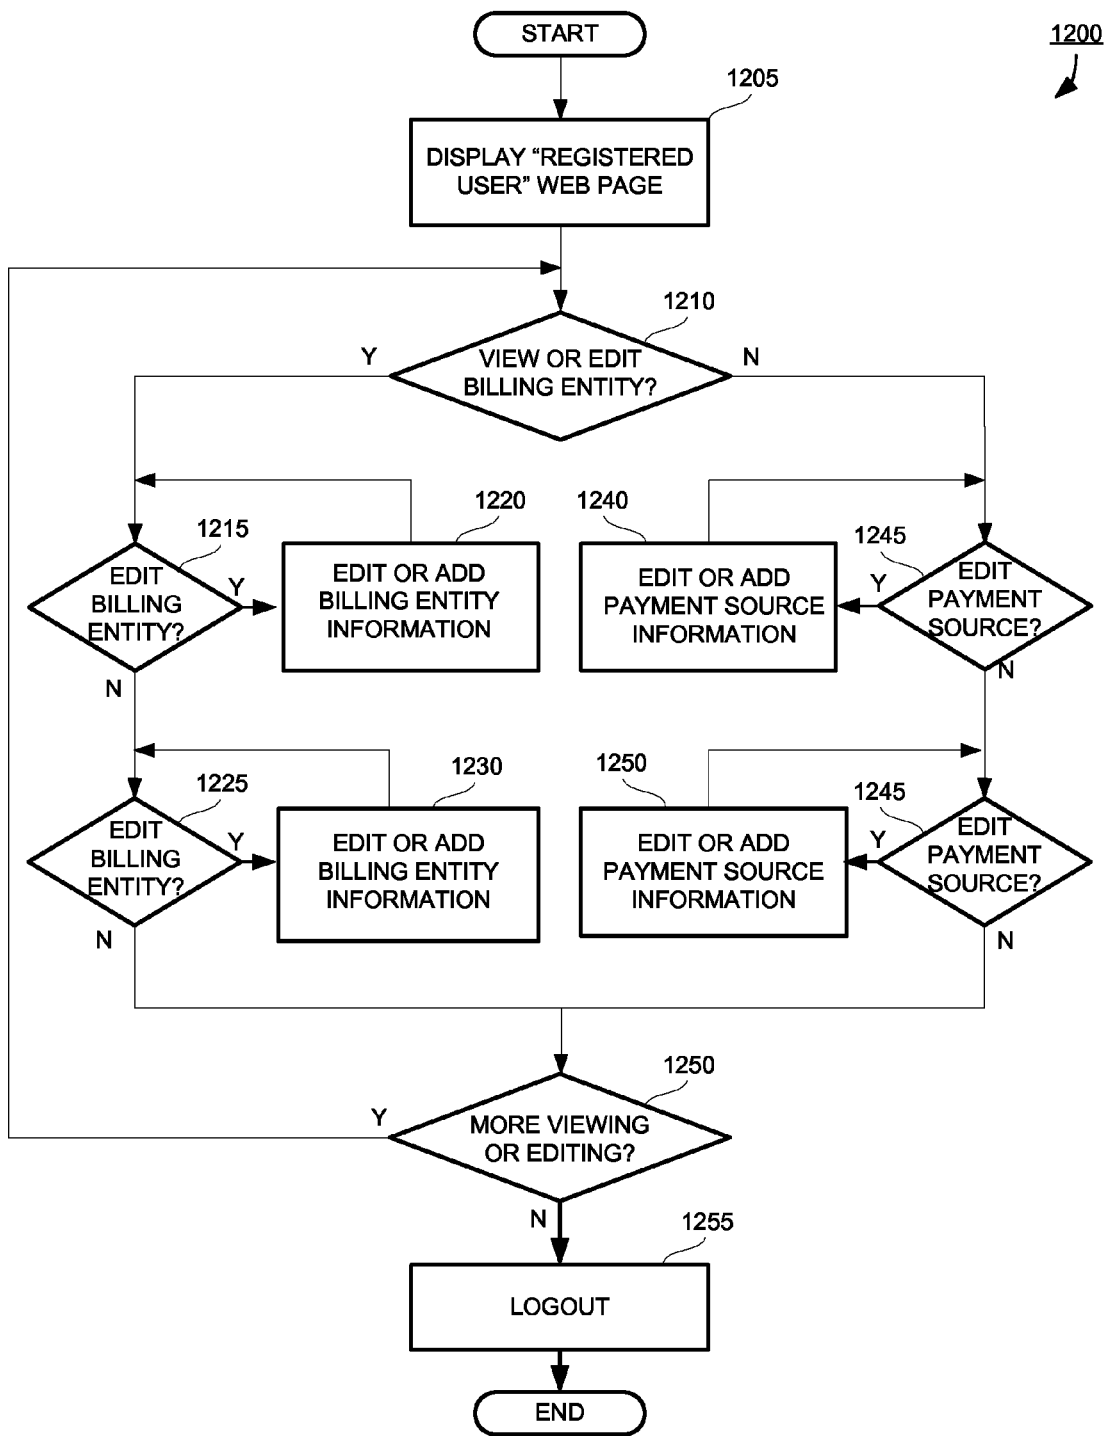 START
1200
1205
DISPLAY “REGISTERED
USER” WEB PAGE
1210
Y
VIEW OR EDIT
BILLING ENTITY?
N
1215
EDIT
BILLING
ENTITY?
Y
N
1220
EDIT OR ADD
BILLING ENTITY
INFORMATION
1240
EDIT OR ADD
PAYMENT SOURCE
INFORMATION
1245
Y
EDIT
PAYMENT
SOURCE?
N
1225
EDIT
BILLING
ENTITY?
Y
N
1230
EDIT OR ADD
BILLING ENTITY
INFORMATION
1250
EDIT OR ADD
PAYMENT SOURCE
INFORMATION
1245
Y
EDIT
PAYMENT
SOURCE?
N
1250
Y
MORE VIEWING
OR EDITING?
N
1255
LOGOUT
END